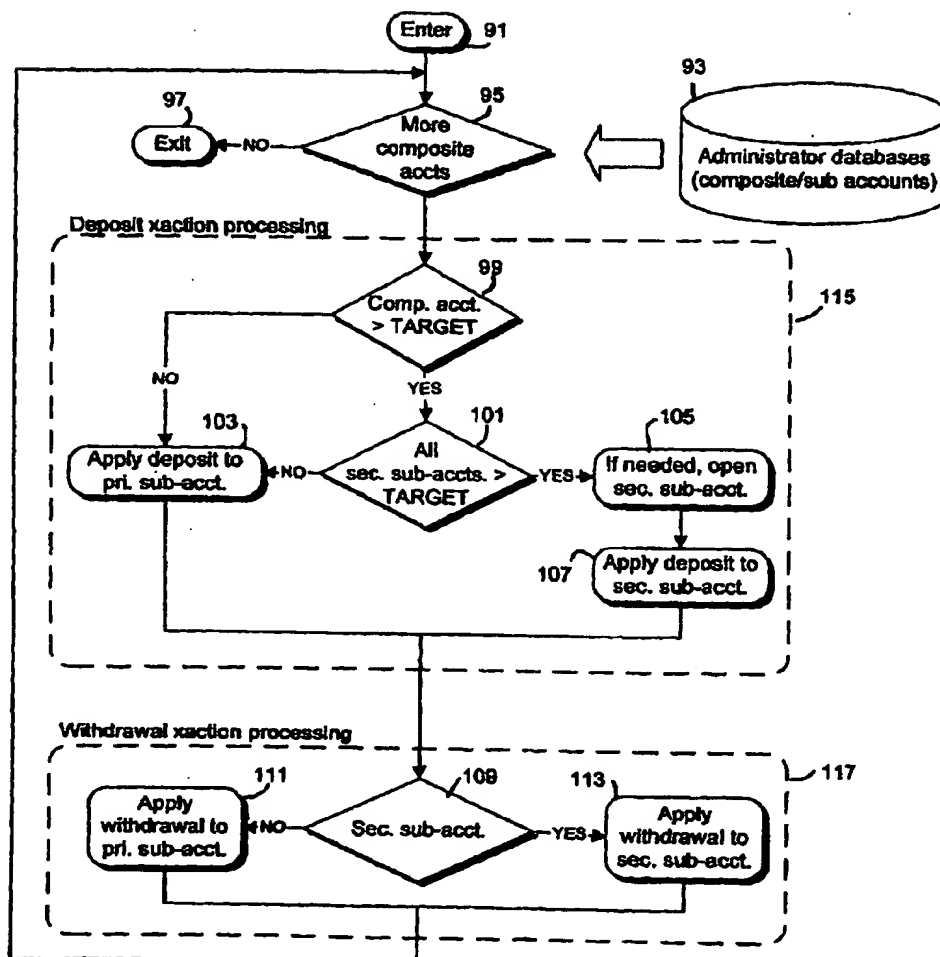 Enter
91
93
97
95
Exit
NO
More
composite
accts
Administrator databases
(composite/sub accounts)
Deposit xaction processing
99
115
Comp. acct.
> TARGET
NO
YES
103
101
105
Apply deposit to
pri. sub-acct.
NO
All
sec. sub-accts. >
TARGET
YES
If needed, open
sec. sub-acct.
107
Apply deposit to
sec. sub-acct.
Withdrawal xaction processing
111
109
113
117
Apply
withdrawal to
pri. sub-acct.
NO
Sec. sub-acct.
YES
Apply
withdrawal to
sec. sub-acct.